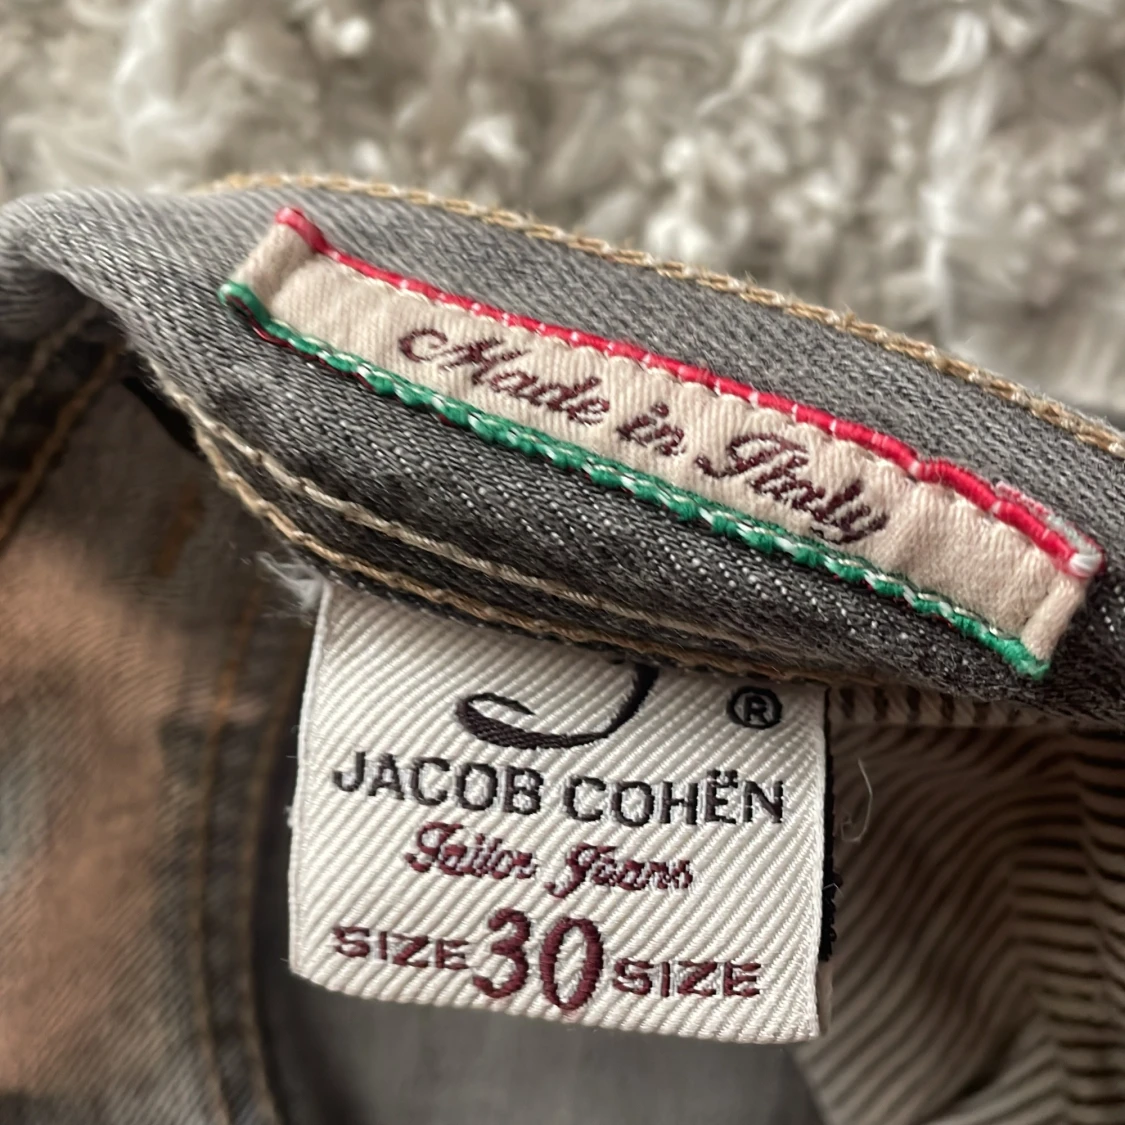 Made in Italy
J ®
JACOB COHËN
Tailor Jeans
SIZE 30 SIZE